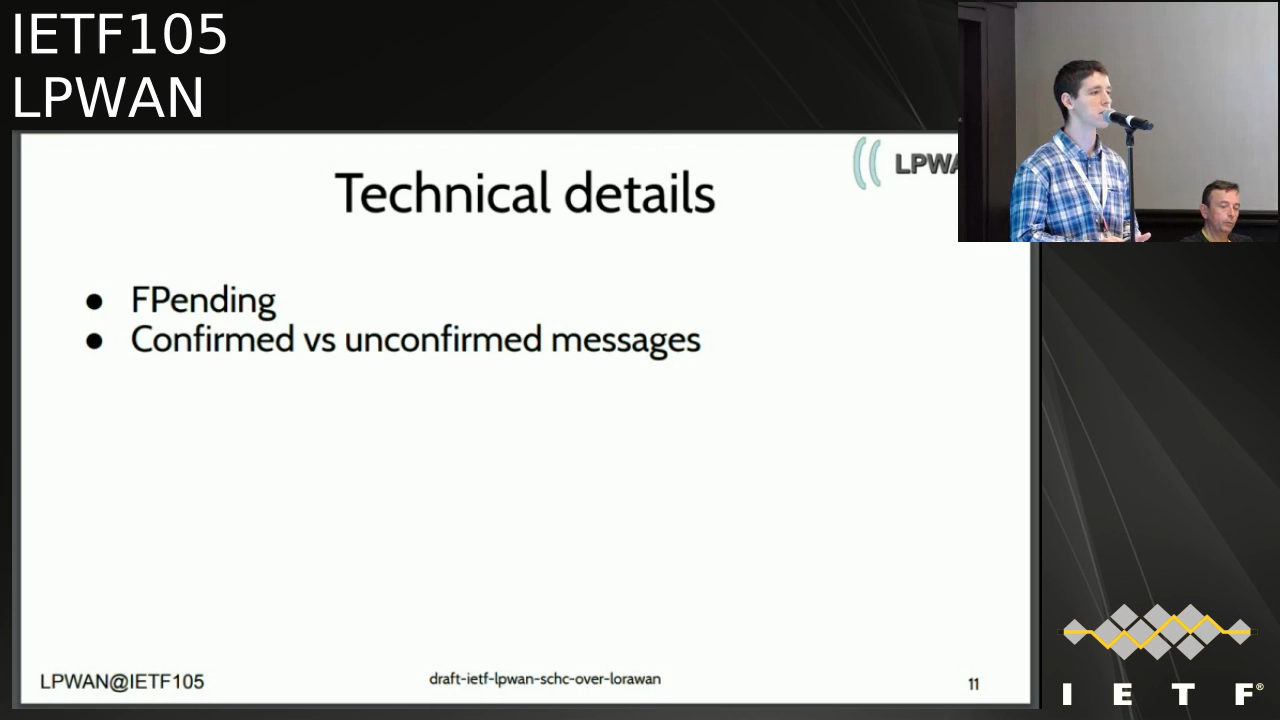 IETF105
LPWAN
LPWA
Technical details
● FPending
● Confirmed vs unconfirmed messages
LPWAN@IETF105
draft-ietf-lpwan-schc-over-lorawan
11
I E T F®